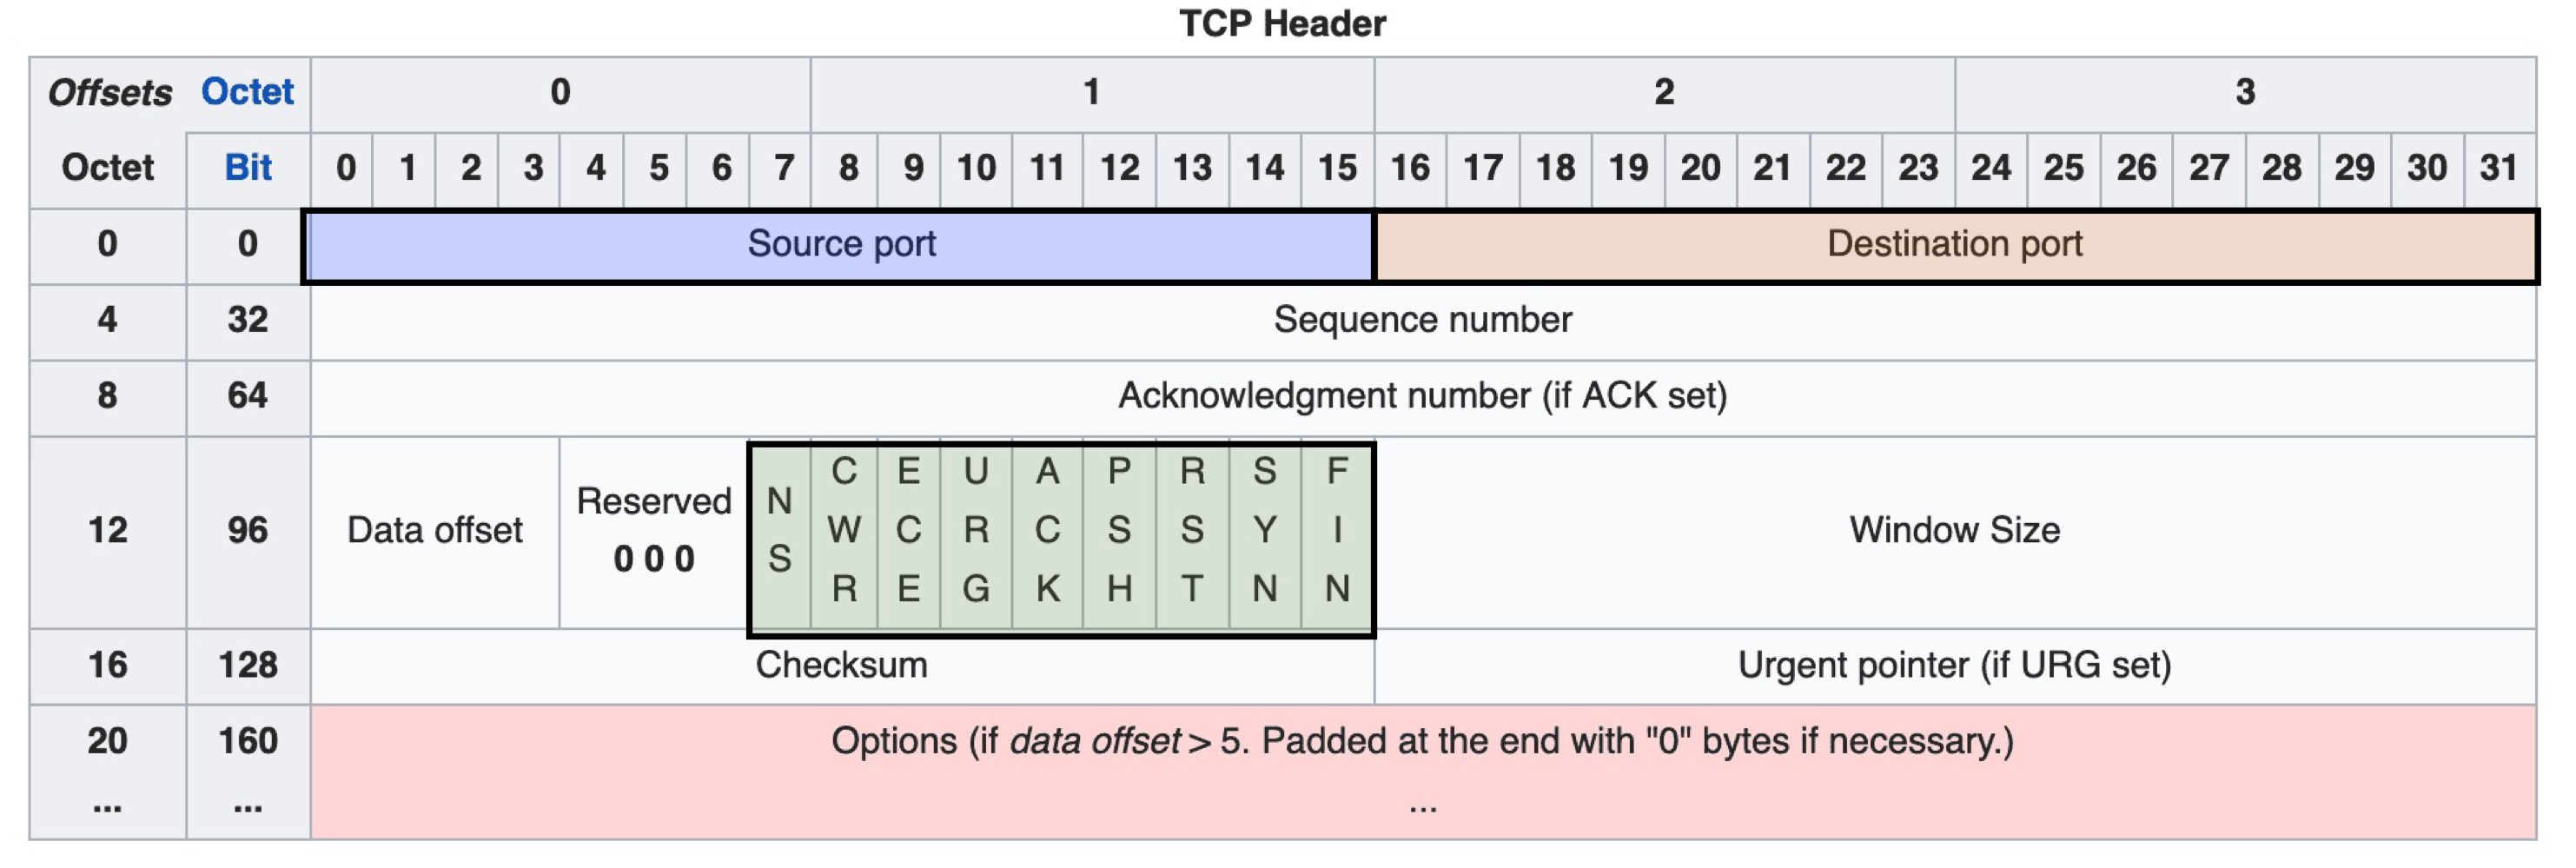 TCP Header
Offsets Octet 0 1 2 3
Octet Bit 0 1 2 3 4 5 6 7 8 9 10 11 12 13 14 15 16 17 18 19 20 21 22 23 24 25 26 27 28 29 30 31
0 0 Source port Destination port
4 32 Sequence number
8 64 Acknowledgment number (if ACK set)
12 96 Data offset Reserved 0 0 0 NS CWR ECE URG ACK PSH RST SYN FIN Window Size
16 128 Checksum Urgent pointer (if URG set)
20 160 Options (if data offset > 5. Padded at the end with "0" bytes if necessary.)
... ... ...